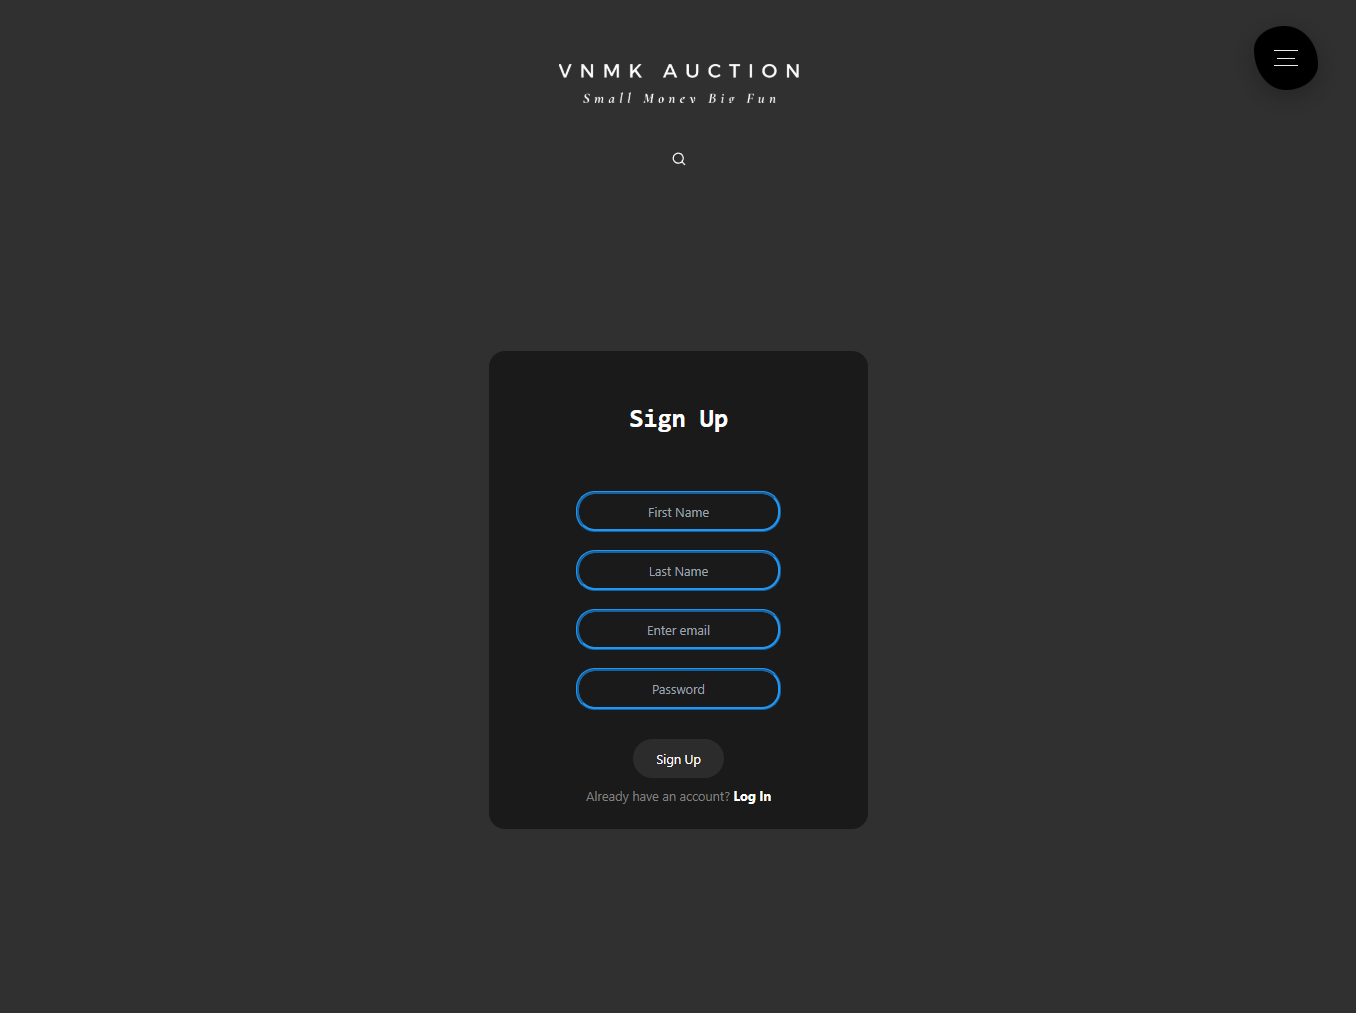 VNMK AUCTION
Small Money Big Fun
Sign Up
First Name
Last Name
Enter email
Password
Sign Up
Already have an account? Log In